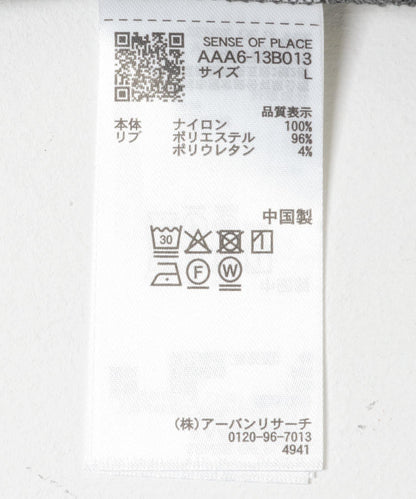 SENSE OF PLACE
AAA6-13B013
サイズ L
品質表示
本体 ナイロン 100%
リブ ポリエステル 96%
ポリウレタン 4%
中国製
30
F W
(株)アーバンリサーチ
0120-96-7013
4941